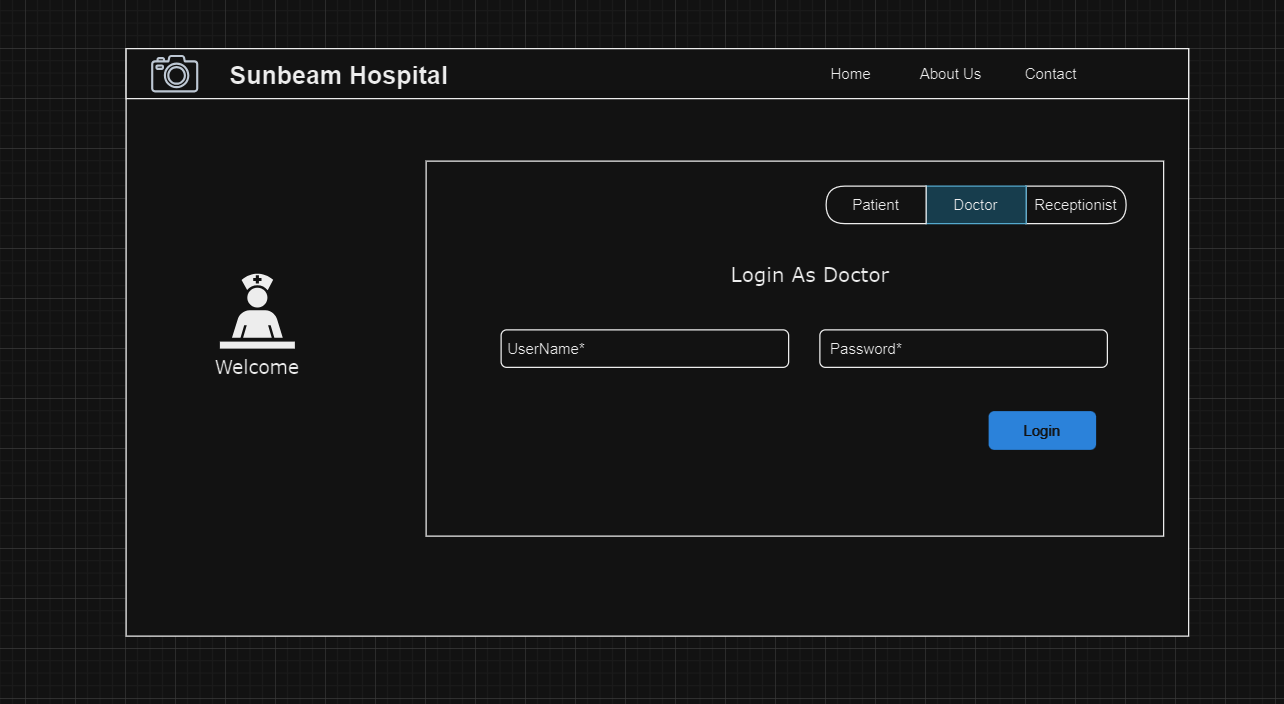 Sunbeam Hospital
Home
About Us
Contact
Patient
Doctor
Receptionist
Login As Doctor
UserName*
Password*
Welcome
Login